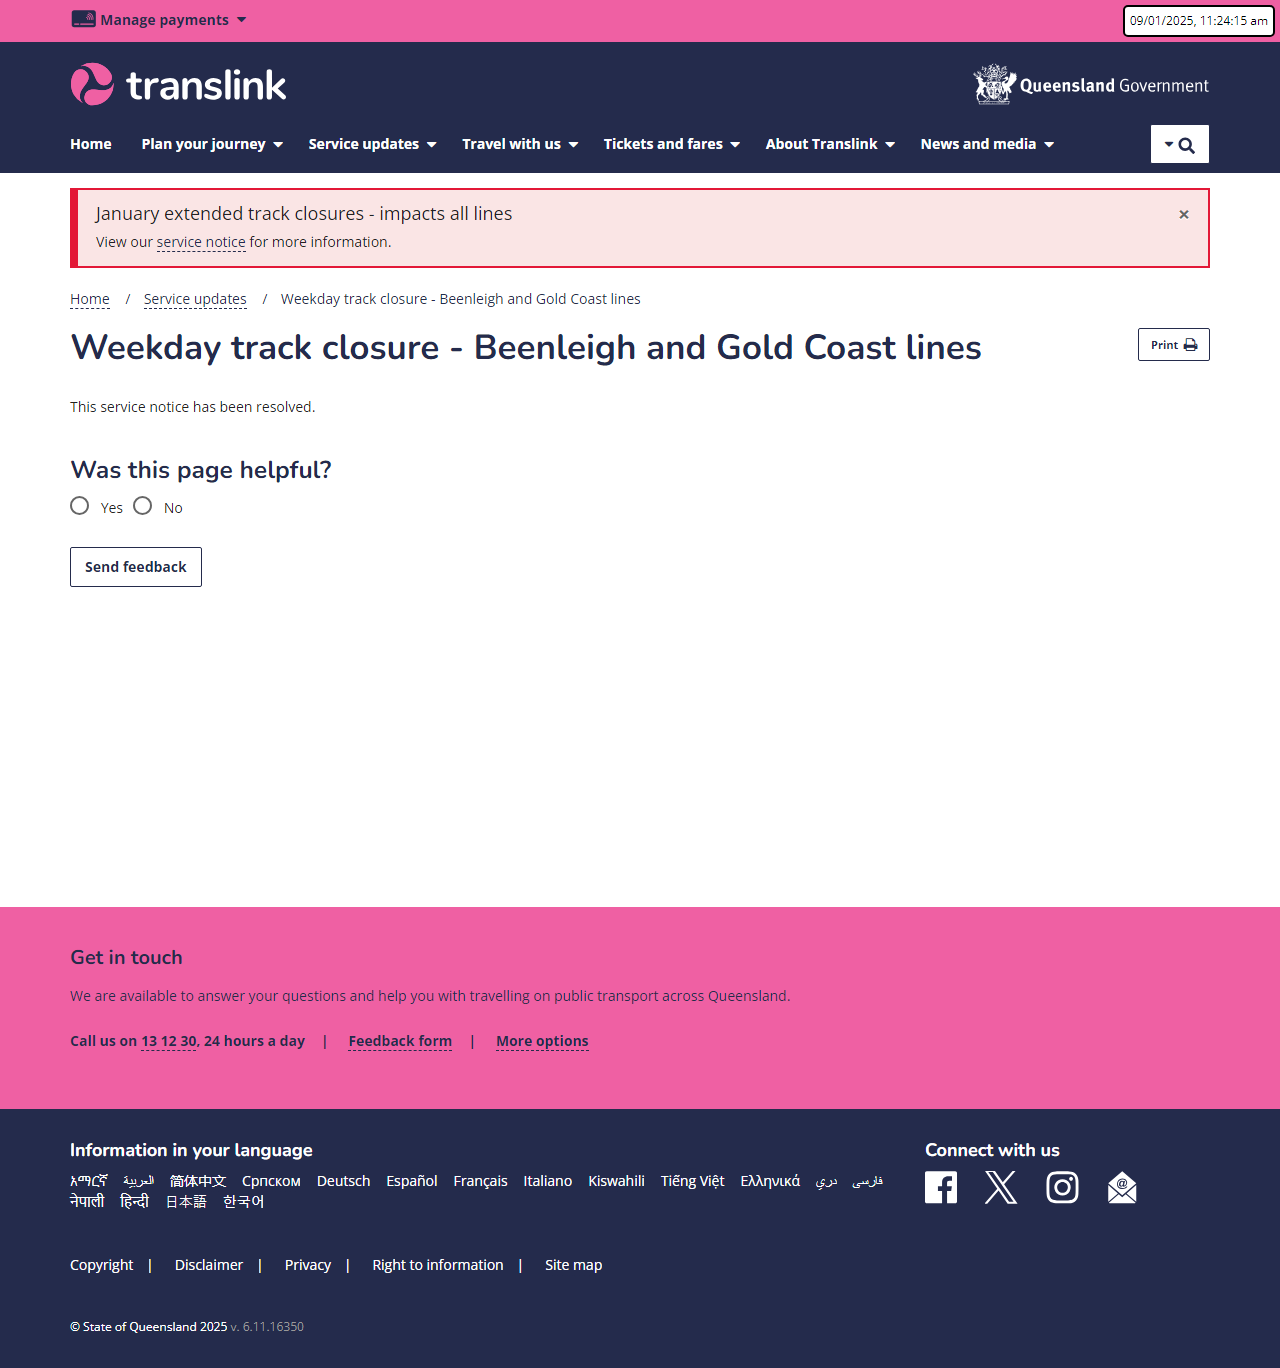 Manage payments
09/01/2025, 11:24:15 am
translink
Queensland Government
Home Plan your journey Service updates Travel with us Tickets and fares About Translink News and media
January extended track closures - impacts all lines ×
View our service notice for more information.
Home / Service updates / Weekday track closure - Beenleigh and Gold Coast lines
Weekday track closure - Beenleigh and Gold Coast lines
Print
This service notice has been resolved.
Was this page helpful?
Yes No
Send feedback
Get in touch
We are available to answer your questions and help you with travelling on public transport across Queensland.
Call us on 13 12 30, 24 hours a day | Feedback form | More options
Information in your language
አማርኛ العربية 简体中文 Српском Deutsch Español Français Italiano Kiswahili Tiếng Việt Ελληνικά دري فارسی
नेपाली हिन्दी 日本語 한국어
Connect with us
Copyright | Disclaimer | Privacy | Right to information | Site map
© State of Queensland 2025 v. 6.11.16350